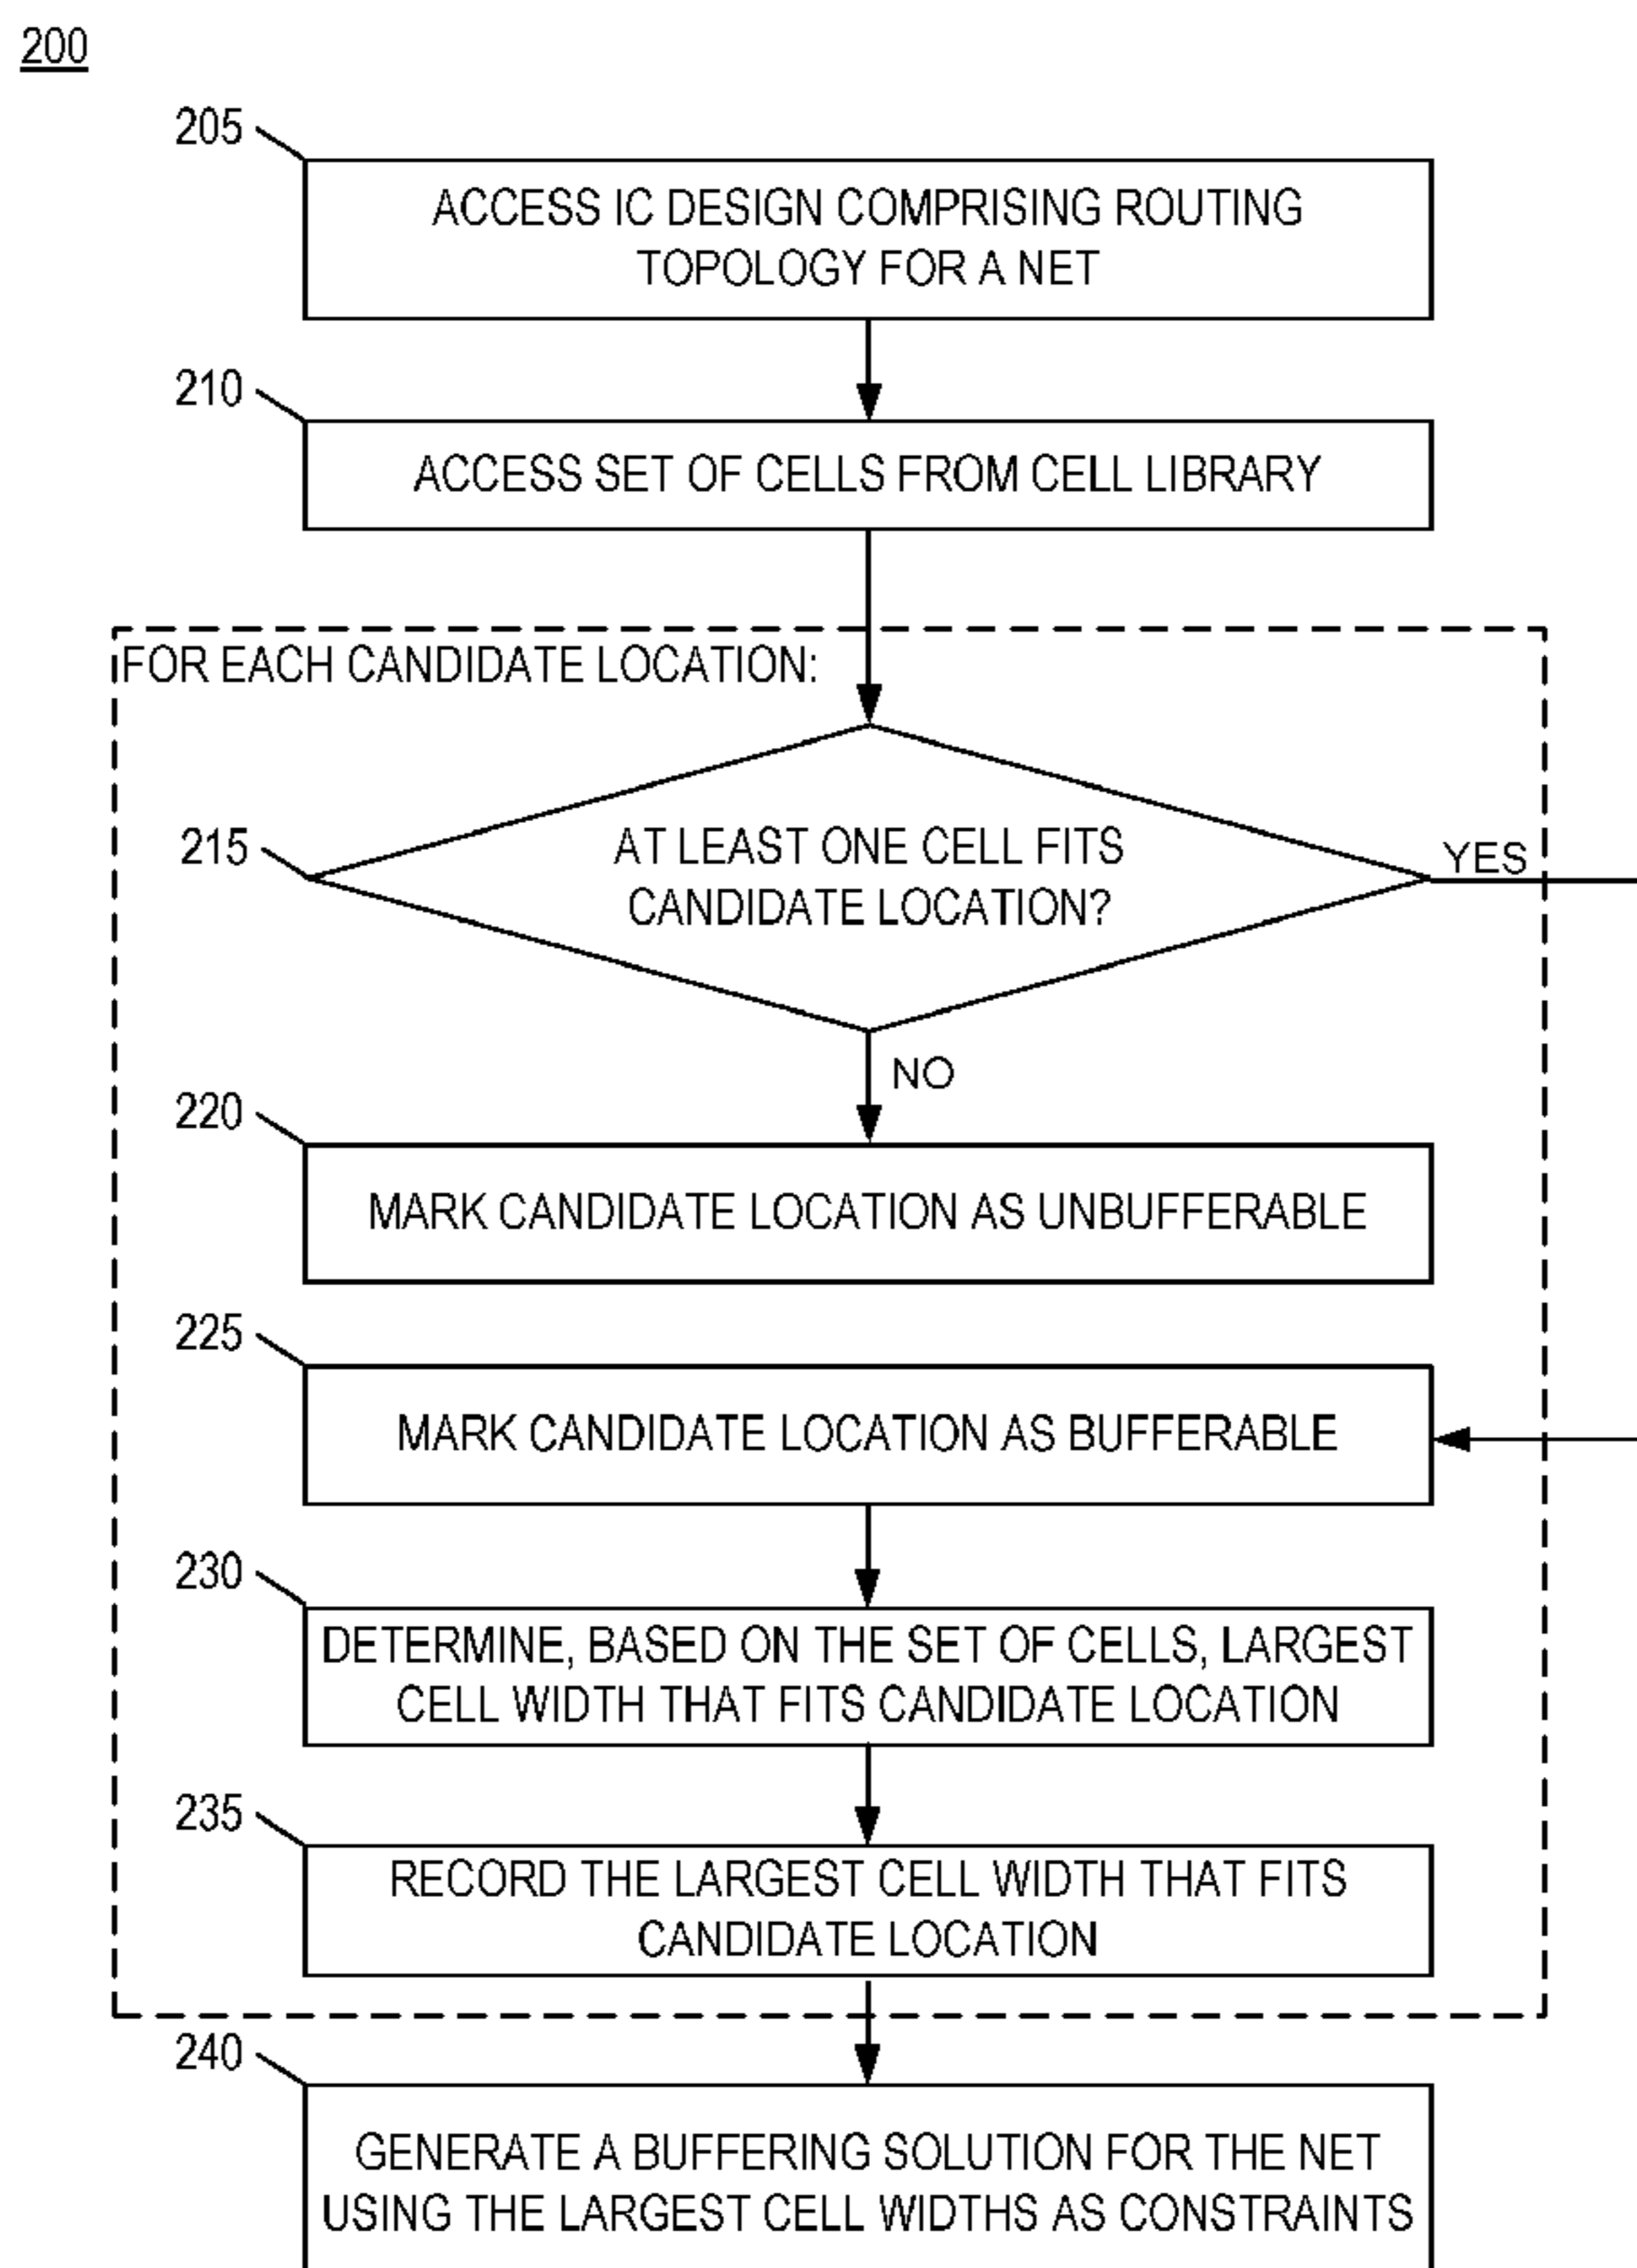 200
205
ACCESS IC DESIGN COMPRISING ROUTING
TOPOLOGY FOR A NET
210
ACCESS SET OF CELLS FROM CELL LIBRARY
FOR EACH CANDIDATE LOCATION:
215
AT LEAST ONE CELL FITS
CANDIDATE LOCATION?
YES
NO
220
MARK CANDIDATE LOCATION AS UNBUFFERABLE
225
MARK CANDIDATE LOCATION AS BUFFERABLE
230
DETERMINE, BASED ON THE SET OF CELLS, LARGEST
CELL WIDTH THAT FITS CANDIDATE LOCATION
235
RECORD THE LARGEST CELL WIDTH THAT FITS
CANDIDATE LOCATION
240
GENERATE A BUFFERING SOLUTION FOR THE NET
USING THE LARGEST CELL WIDTHS AS CONSTRAINTS